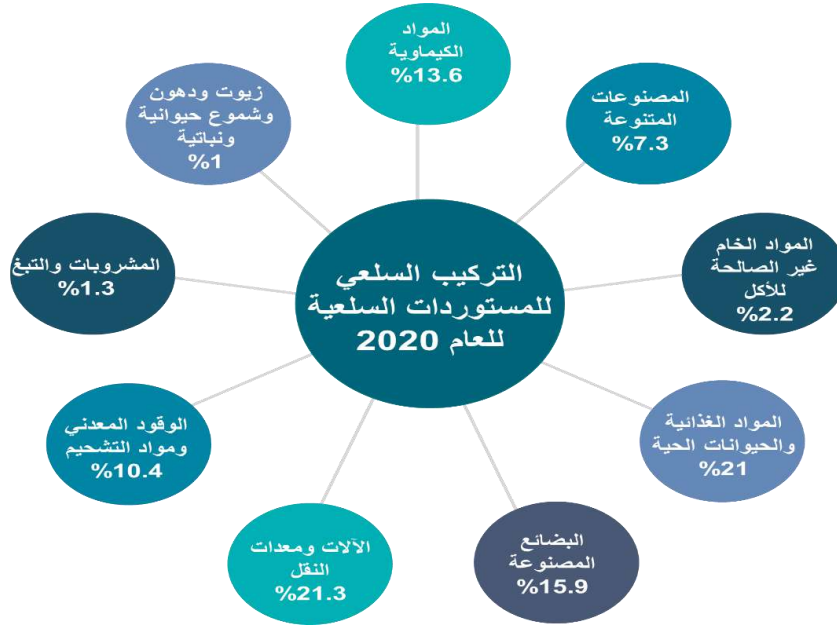 المواد
الكيماوية
%13.6
المصنوعات
المتنوعة
%7.3
المواد الخام
غير الصالحة
للأكل
%2.2
المواد الغذائية
والحيوانات الحية
%21
البضائع
المصنوعة
%15.9
الآلات ومعدات
النقل
%21.3
الوقود المعدني
ومواد التشحيم
%10.4
المشروبات والتبغ
%1.3
زيوت ودهون
وشموع حيوانية
ونباتية
%1
التركيب السلعي
للمستوردات السلعية
للعام 2020